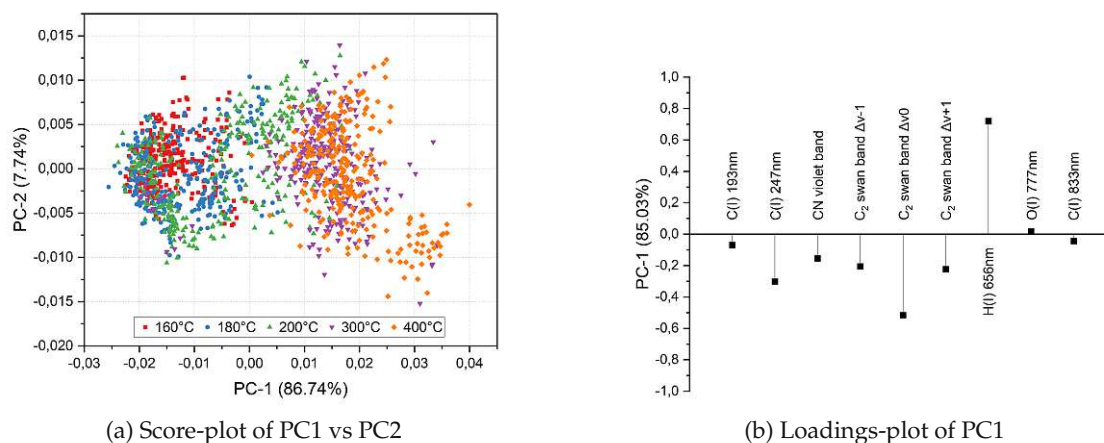 0,015
0,010
0,005
0,000
-0,005
-0,010
-0,015
-0,020
PC-2 (7.74%)
160°C 180°C 200°C 300°C 400°C
-0,03 -0,02 -0,01 0,00 0,01 0,02 0,03 0,04
PC-1 (86.74%)
(a) Score-plot of PC1 vs PC2
1,0
0,8
0,6
0,4
0,2
0,0
-0,2
-0,4
-0,6
-0,8
-1,0
PC-1 (85.03%)
C(I) 193nm
C(I) 247nm
CN violet band
C2 swan band Δv-1
C2 swan band Δv0
C2 swan band Δv+1
H(I) 656nm
O(I) 777nm
C(I) 833nm
(b) Loadings-plot of PC1